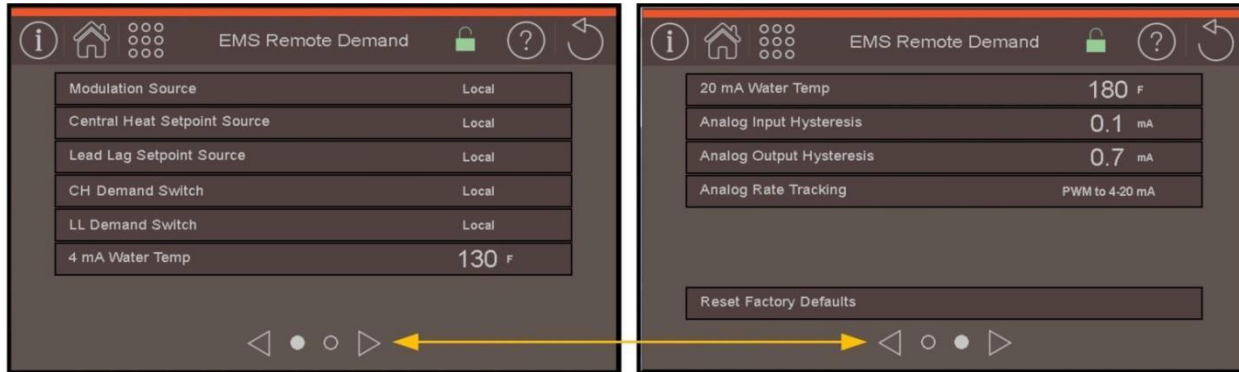 i
EMS Remote Demand
?
Modulation Source Local
Central Heat Setpoint Source Local
Lead Lag Setpoint Source Local
CH Demand Switch Local
LL Demand Switch Local
4 mA Water Temp 130 F
i
EMS Remote Demand
?
20 mA Water Temp 180 F
Analog Input Hysteresis 0.1 mA
Analog Output Hysteresis 0.7 mA
Analog Rate Tracking PWM to 4-20 mA
Reset Factory Defaults